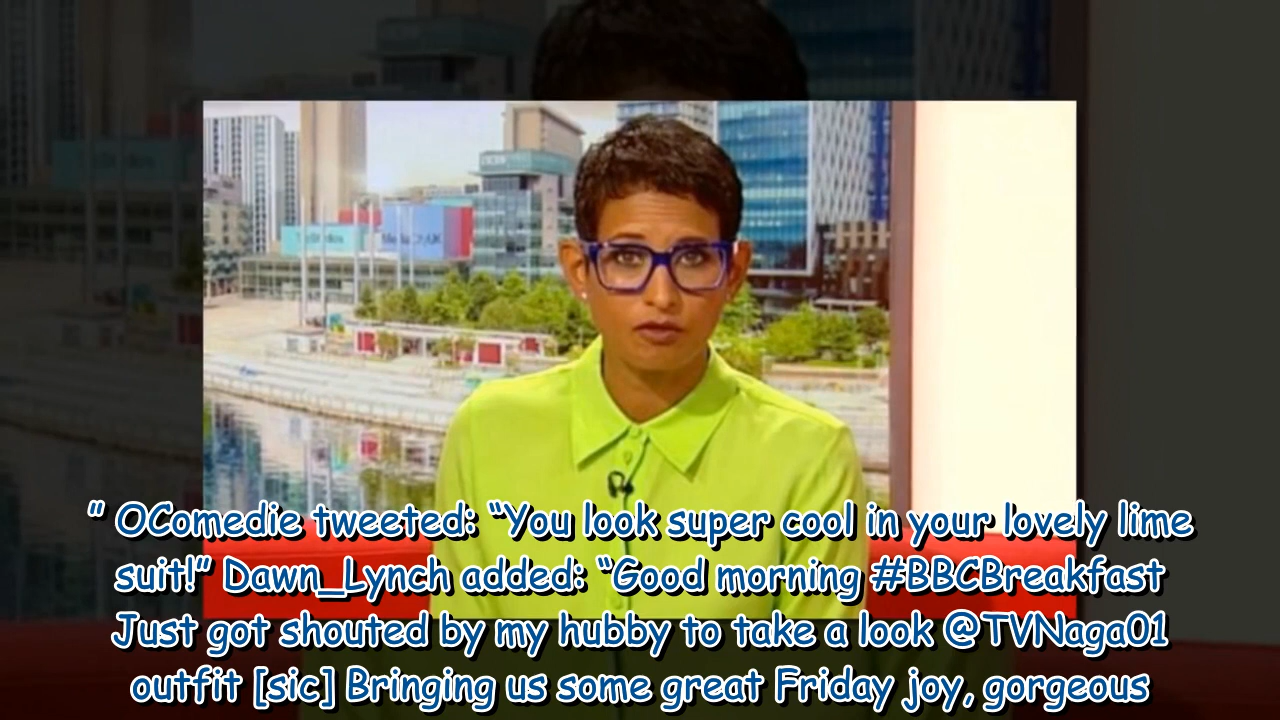 ” OComedie tweeted: “You look super cool in your lovely lime
suit!” Dawn_Lynch added: “Good morning #BBCBreakfast
Just got shouted by my hubby to take a look @TVNaga01
outfit [sic] Bringing us some great Friday joy, gorgeous